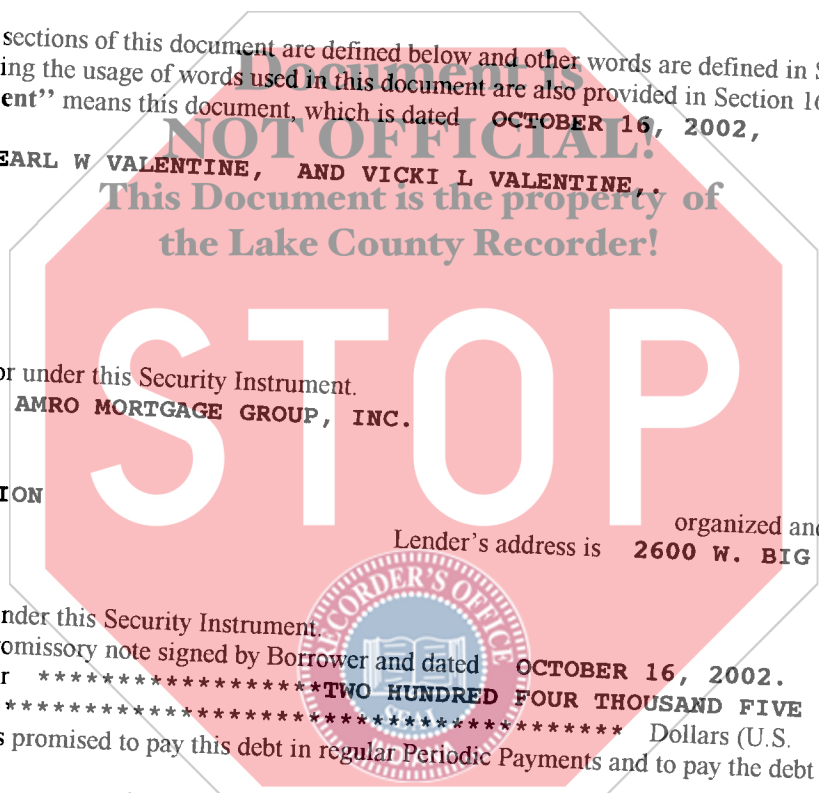 sections of this document are defined below and other words are defined in S
ing the usage of words used in this document are also provided in Section 16
Document is
ent” means this document, which is dated OCTOBER 16, 2002,
NOT OFFICIAL!
EARL W VALENTINE, AND VICKI L VALENTINE,.
This Document is the property of
the Lake County Recorder!
STOP
or under this Security Instrument.
AMRO MORTGAGE GROUP, INC.
ION
organized and
Lender's address is 2600 W. BIG
RECORDER'S OFFICE
SEAL
INDIANA
nder this Security Instrument.
omissory note signed by Borrower and dated OCTOBER 16, 2002.
r ******************TWO HUNDRED FOUR THOUSAND FIVE
**************************************** Dollars (U.S.
s promised to pay this debt in regular Periodic Payments and to pay the debt